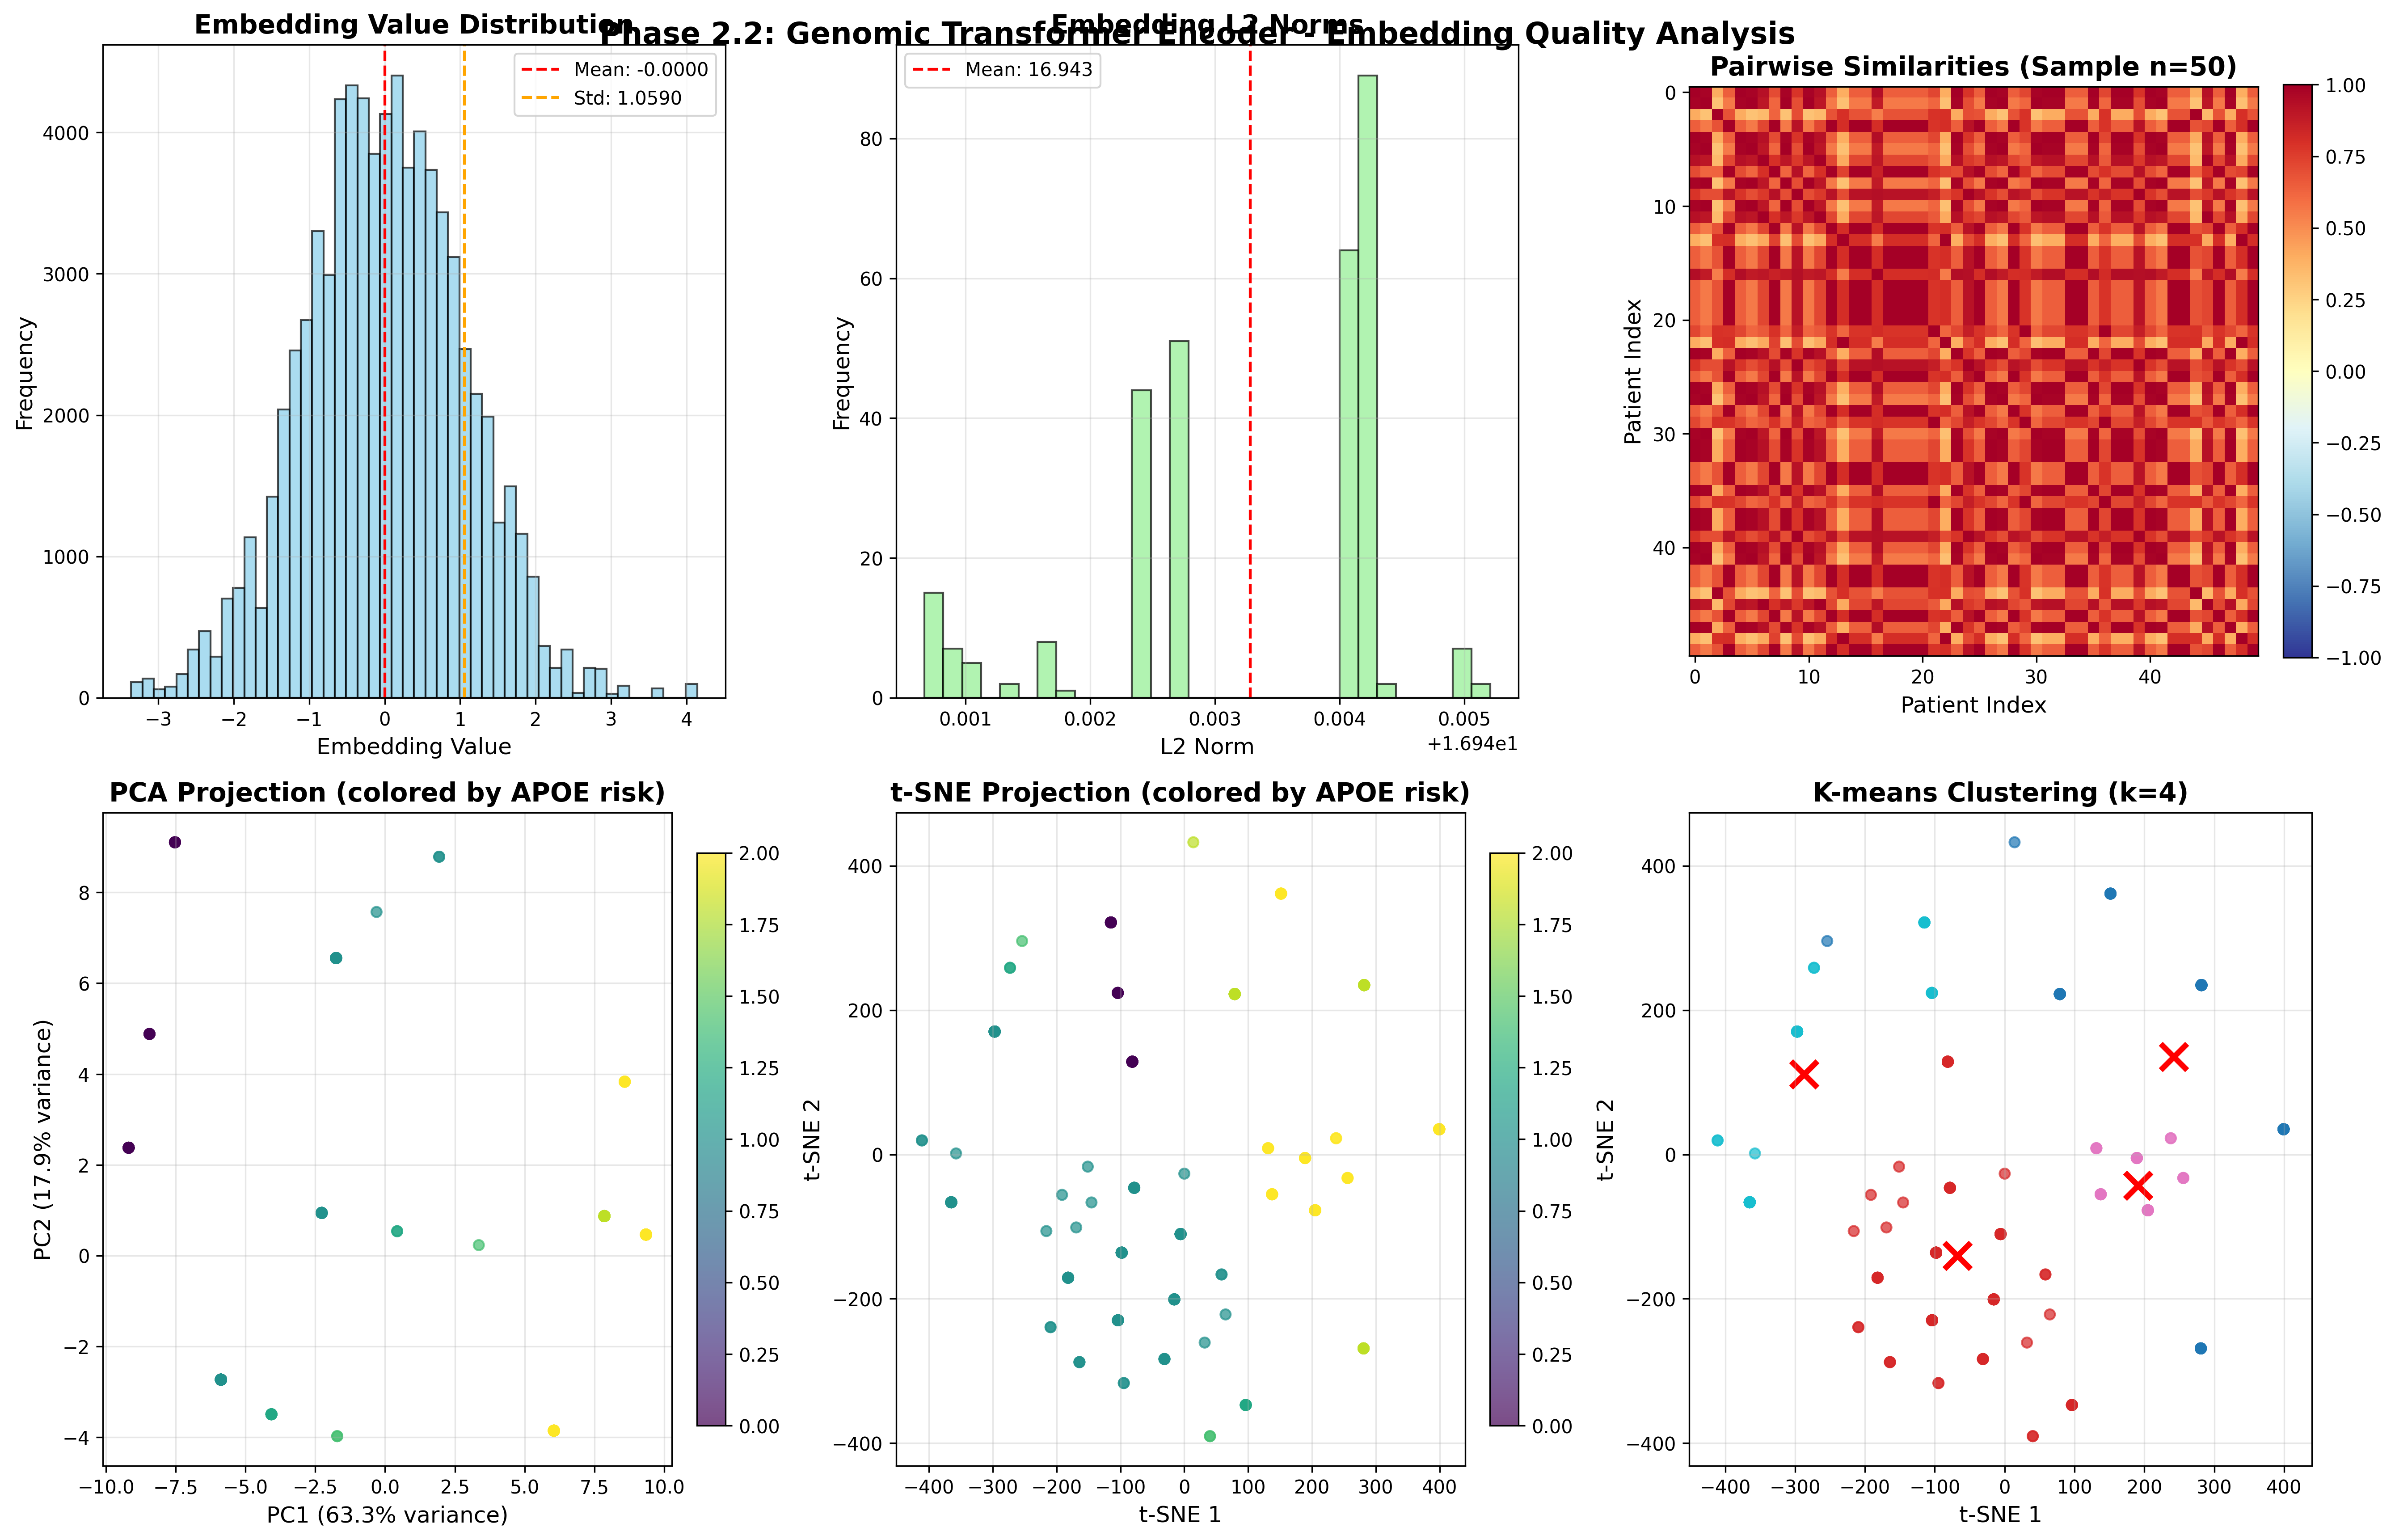 Phase 2.2: Genomic Transformer Encoder - Embedding Quality Analysis
Embedding Value Distribution
Mean: -0.0000
Std: 1.0590
Frequency
4000
3000
2000
1000
0
−3 −2 −1 0 1 2 3 4
Embedding Value
Embedding L2 Norms
Mean: 16.943
Frequency
80
60
40
20
0
0.001 0.002 0.003 0.004 0.005
+1.694e1
L2 Norm
Pairwise Similarities (Sample n=50)
Patient Index
0
10
20
30
40
0 10 20 30 40
Patient Index
1.00
0.75
0.50
0.25
0.00
−0.25
−0.50
−0.75
−1.00
PCA Projection (colored by APOE risk)
PC2 (17.9% variance)
8
6
4
2
0
−2
−4
−10.0 −7.5 −5.0 −2.5 0.0 2.5 5.0 7.5 10.0
PC1 (63.3% variance)
2.00
1.75
1.50
1.25
1.00
0.75
0.50
0.25
0.00
t-SNE Projection (colored by APOE risk)
t-SNE 2
400
200
0
−200
−400
−400 −300 −200 −100 0 100 200 300 400
t-SNE 1
2.00
1.75
1.50
1.25
1.00
0.75
0.50
0.25
0.00
K-means Clustering (k=4)
t-SNE 2
400
200
0
−200
−400
−400 −300 −200 −100 0 100 200 300 400
t-SNE 1